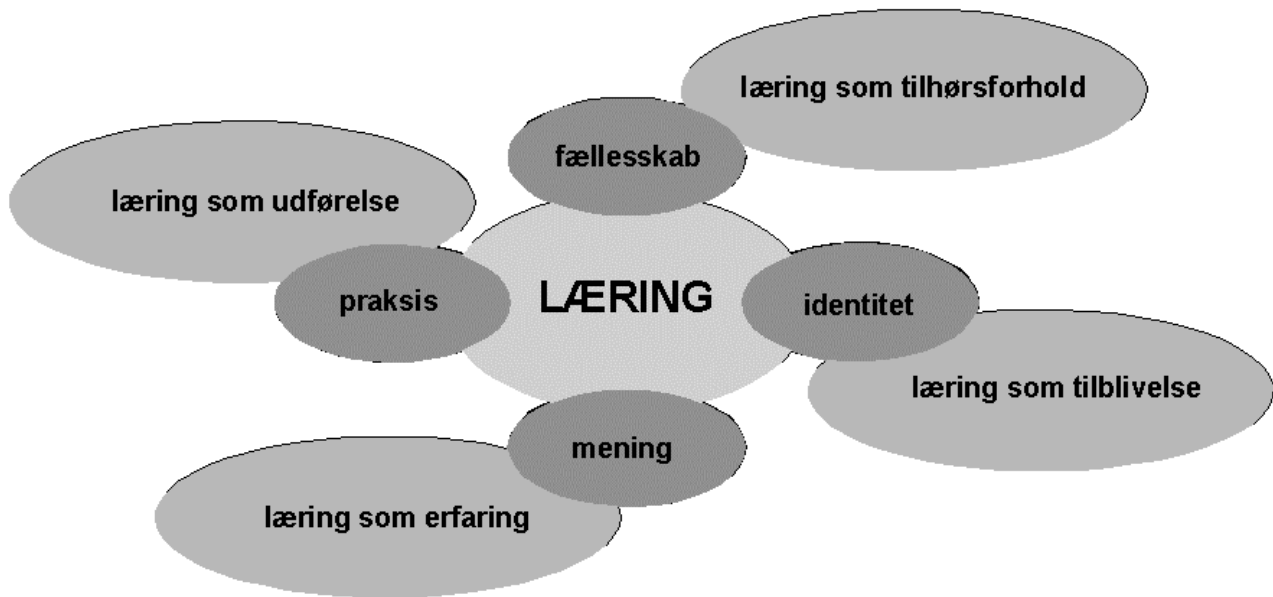 læring som tilhørsforhold
fællesskab
læring som udførelse
praksis
LÆRING
identitet
læring som tilblivelse
mening
læring som erfaring